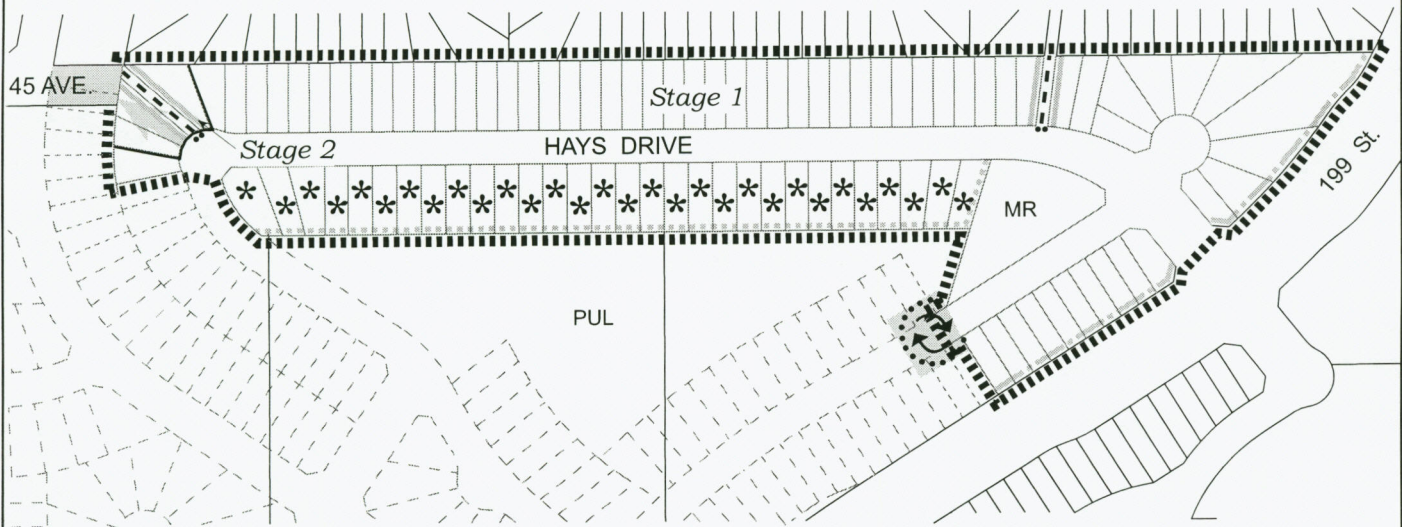 45 AVE.
Stage 1
HAYS DRIVE
Stage 2
199 St.
MR
PUL